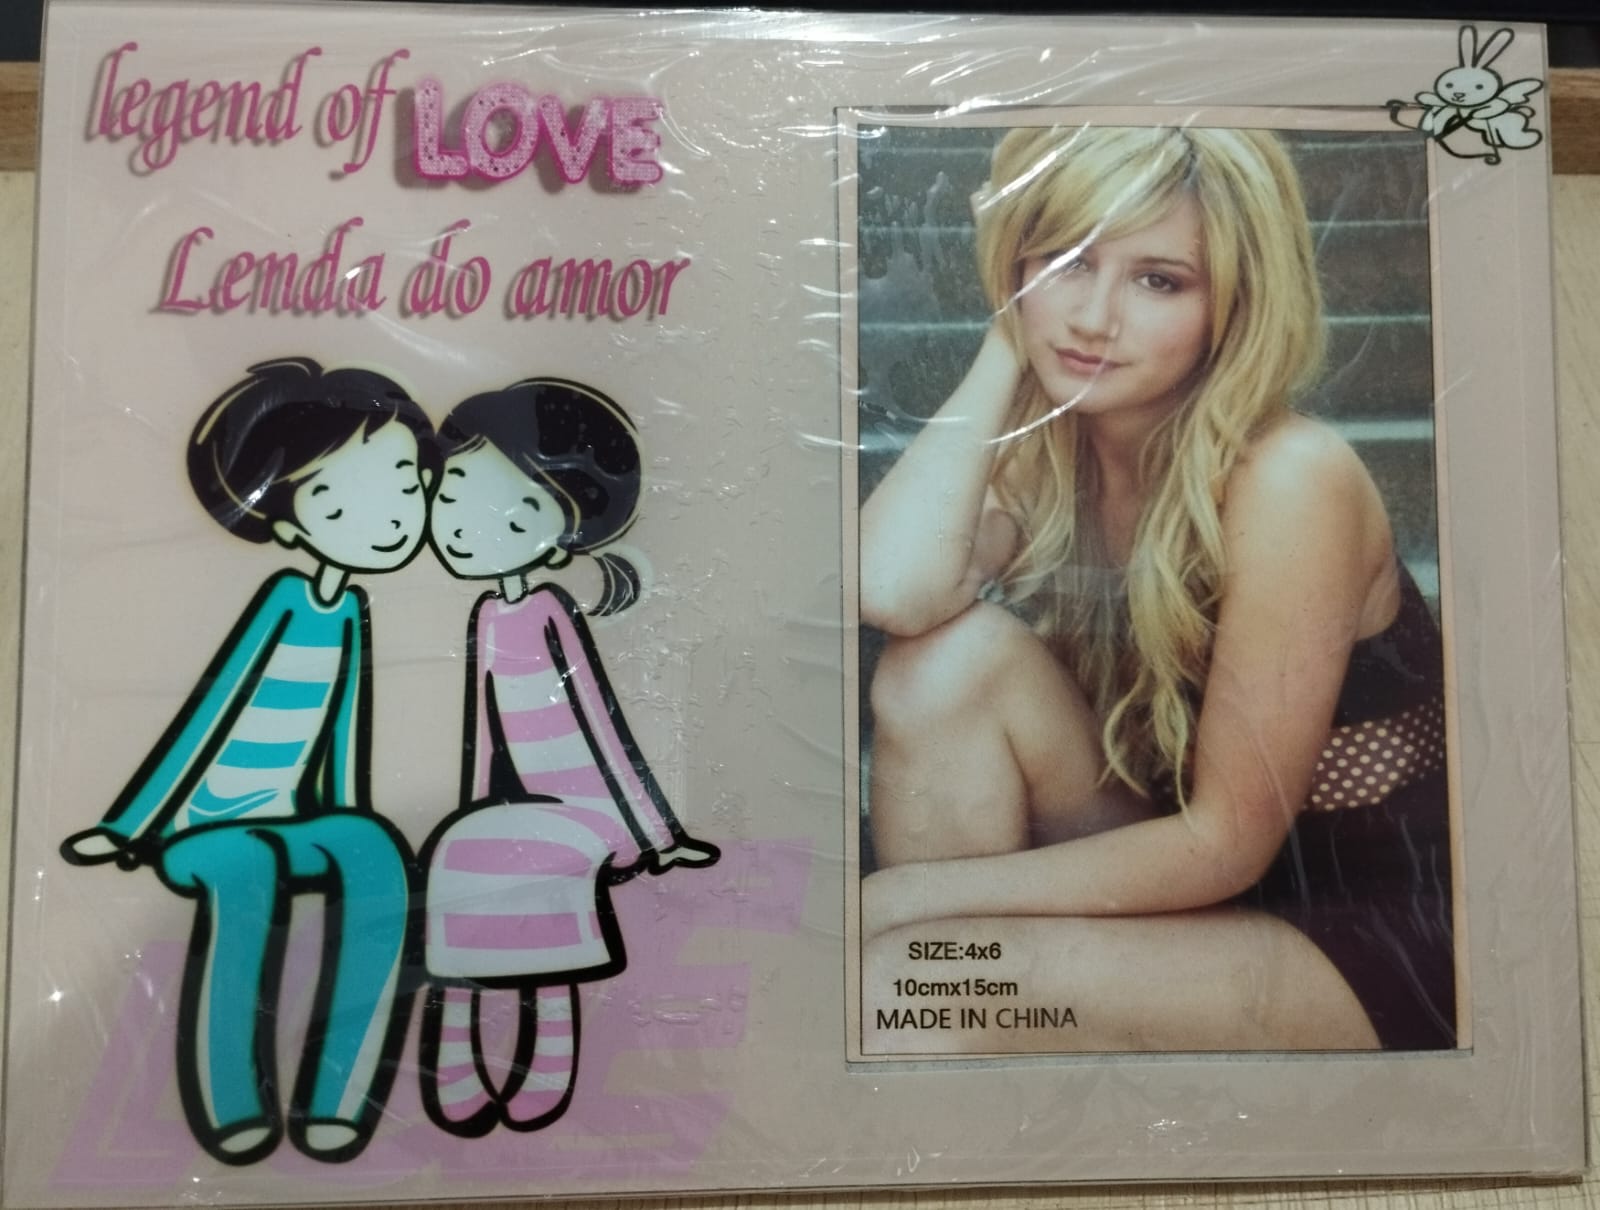 legend of LOVE
Lenda do amor
SIZE:4x6
10cmx15cm
MADE IN CHINA